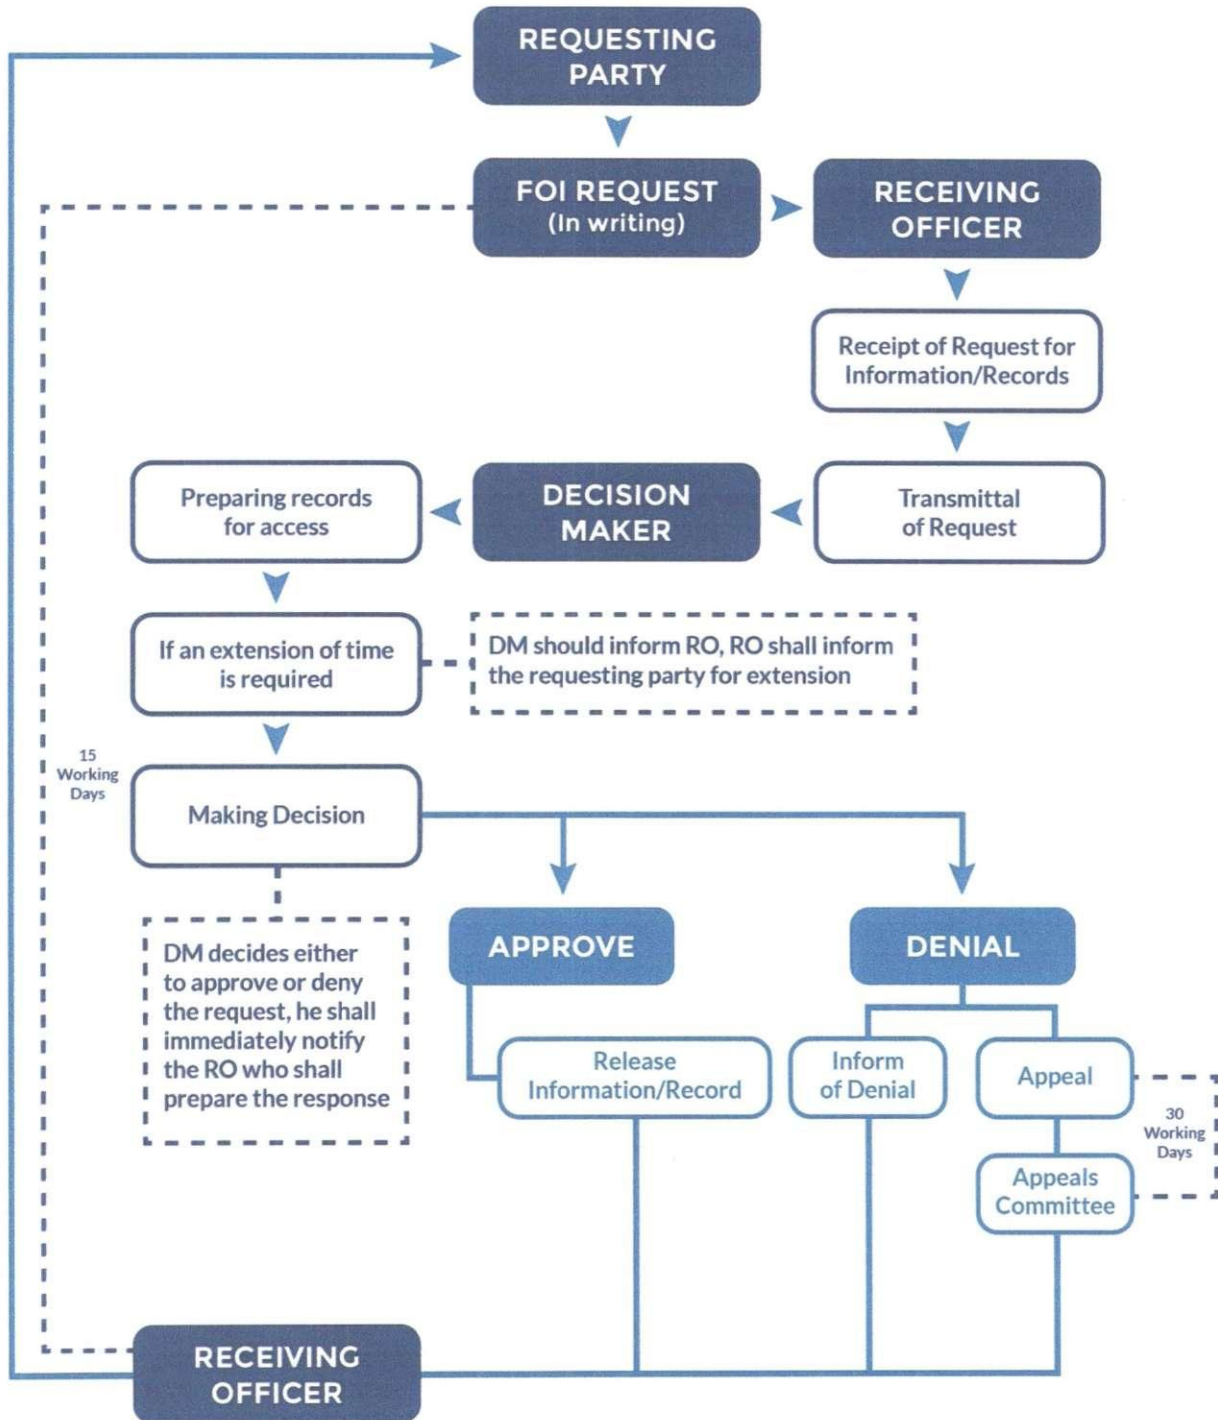 REQUESTING
PARTY
FOI REQUEST
(In writing)
RECEIVING
OFFICER
Receipt of Request for
Information/Records
Transmittal
of Request
DECISION
MAKER
Preparing records
for access
If an extension of time
is required
DM should inform RO, RO shall inform
the requesting party for extension
15
Working
Days
Making Decision
DM decides either
to approve or deny
the request, he shall
immediately notify
the RO who shall
prepare the response
APPROVE
DENIAL
Release
Information/Record
Inform
of Denial
Appeal
30
Working
Days
Appeals
Committee
RECEIVING
OFFICER